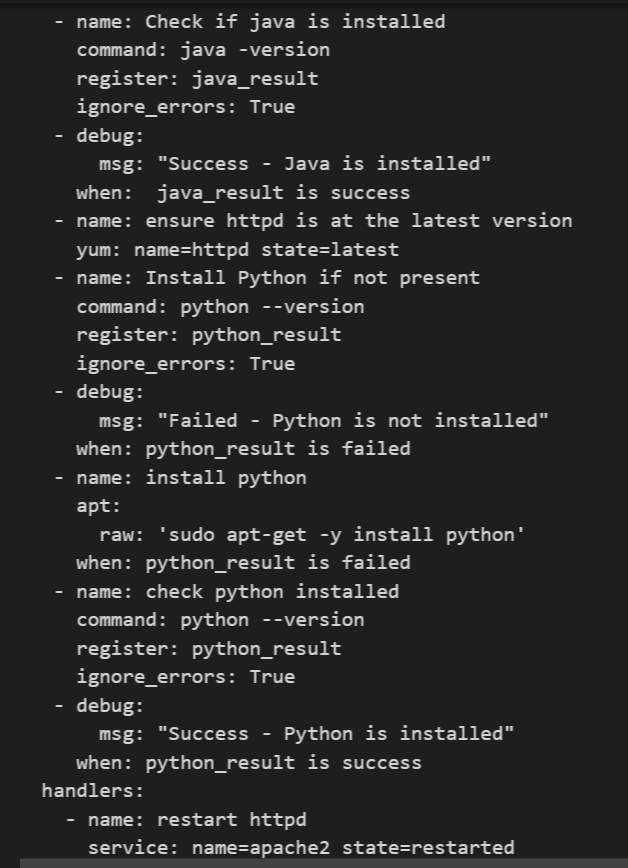 - name: Check if java is installed
command: java -version
register: java_result
ignore_errors: True
- debug:
msg: "Success - Java is installed"
when:  java_result is success
- name: ensure httpd is at the latest version
yum: name=httpd state=latest
- name: Install Python if not present
command: python --version
register: python_result
ignore_errors: True
- debug:
msg: "Failed - Python is not installed"
when: python_result is failed
- name: install python
apt:
raw: 'sudo apt-get -y install python'
when: python_result is failed
- name: check python installed
command: python --version
register: python_result
ignore_errors: True
- debug:
msg: "Success - Python is installed"
when: python_result is success
handlers:
- name: restart httpd
service: name=apache2 state=restarted